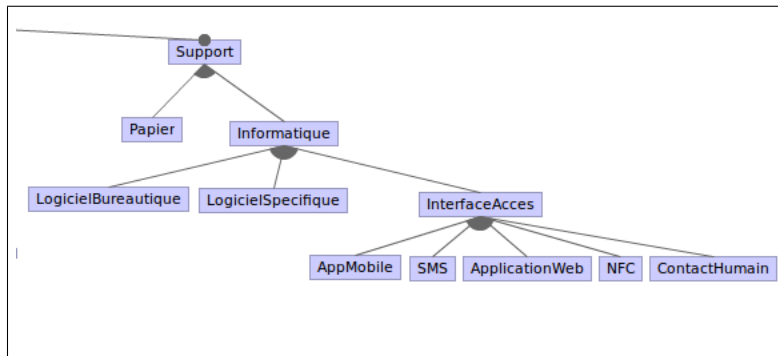 Support
Papier
Informatique
LogicielBureautique
LogicielSpecifique
InterfaceAcces
AppMobile
SMS
ApplicationWeb
NFC
ContactHumain